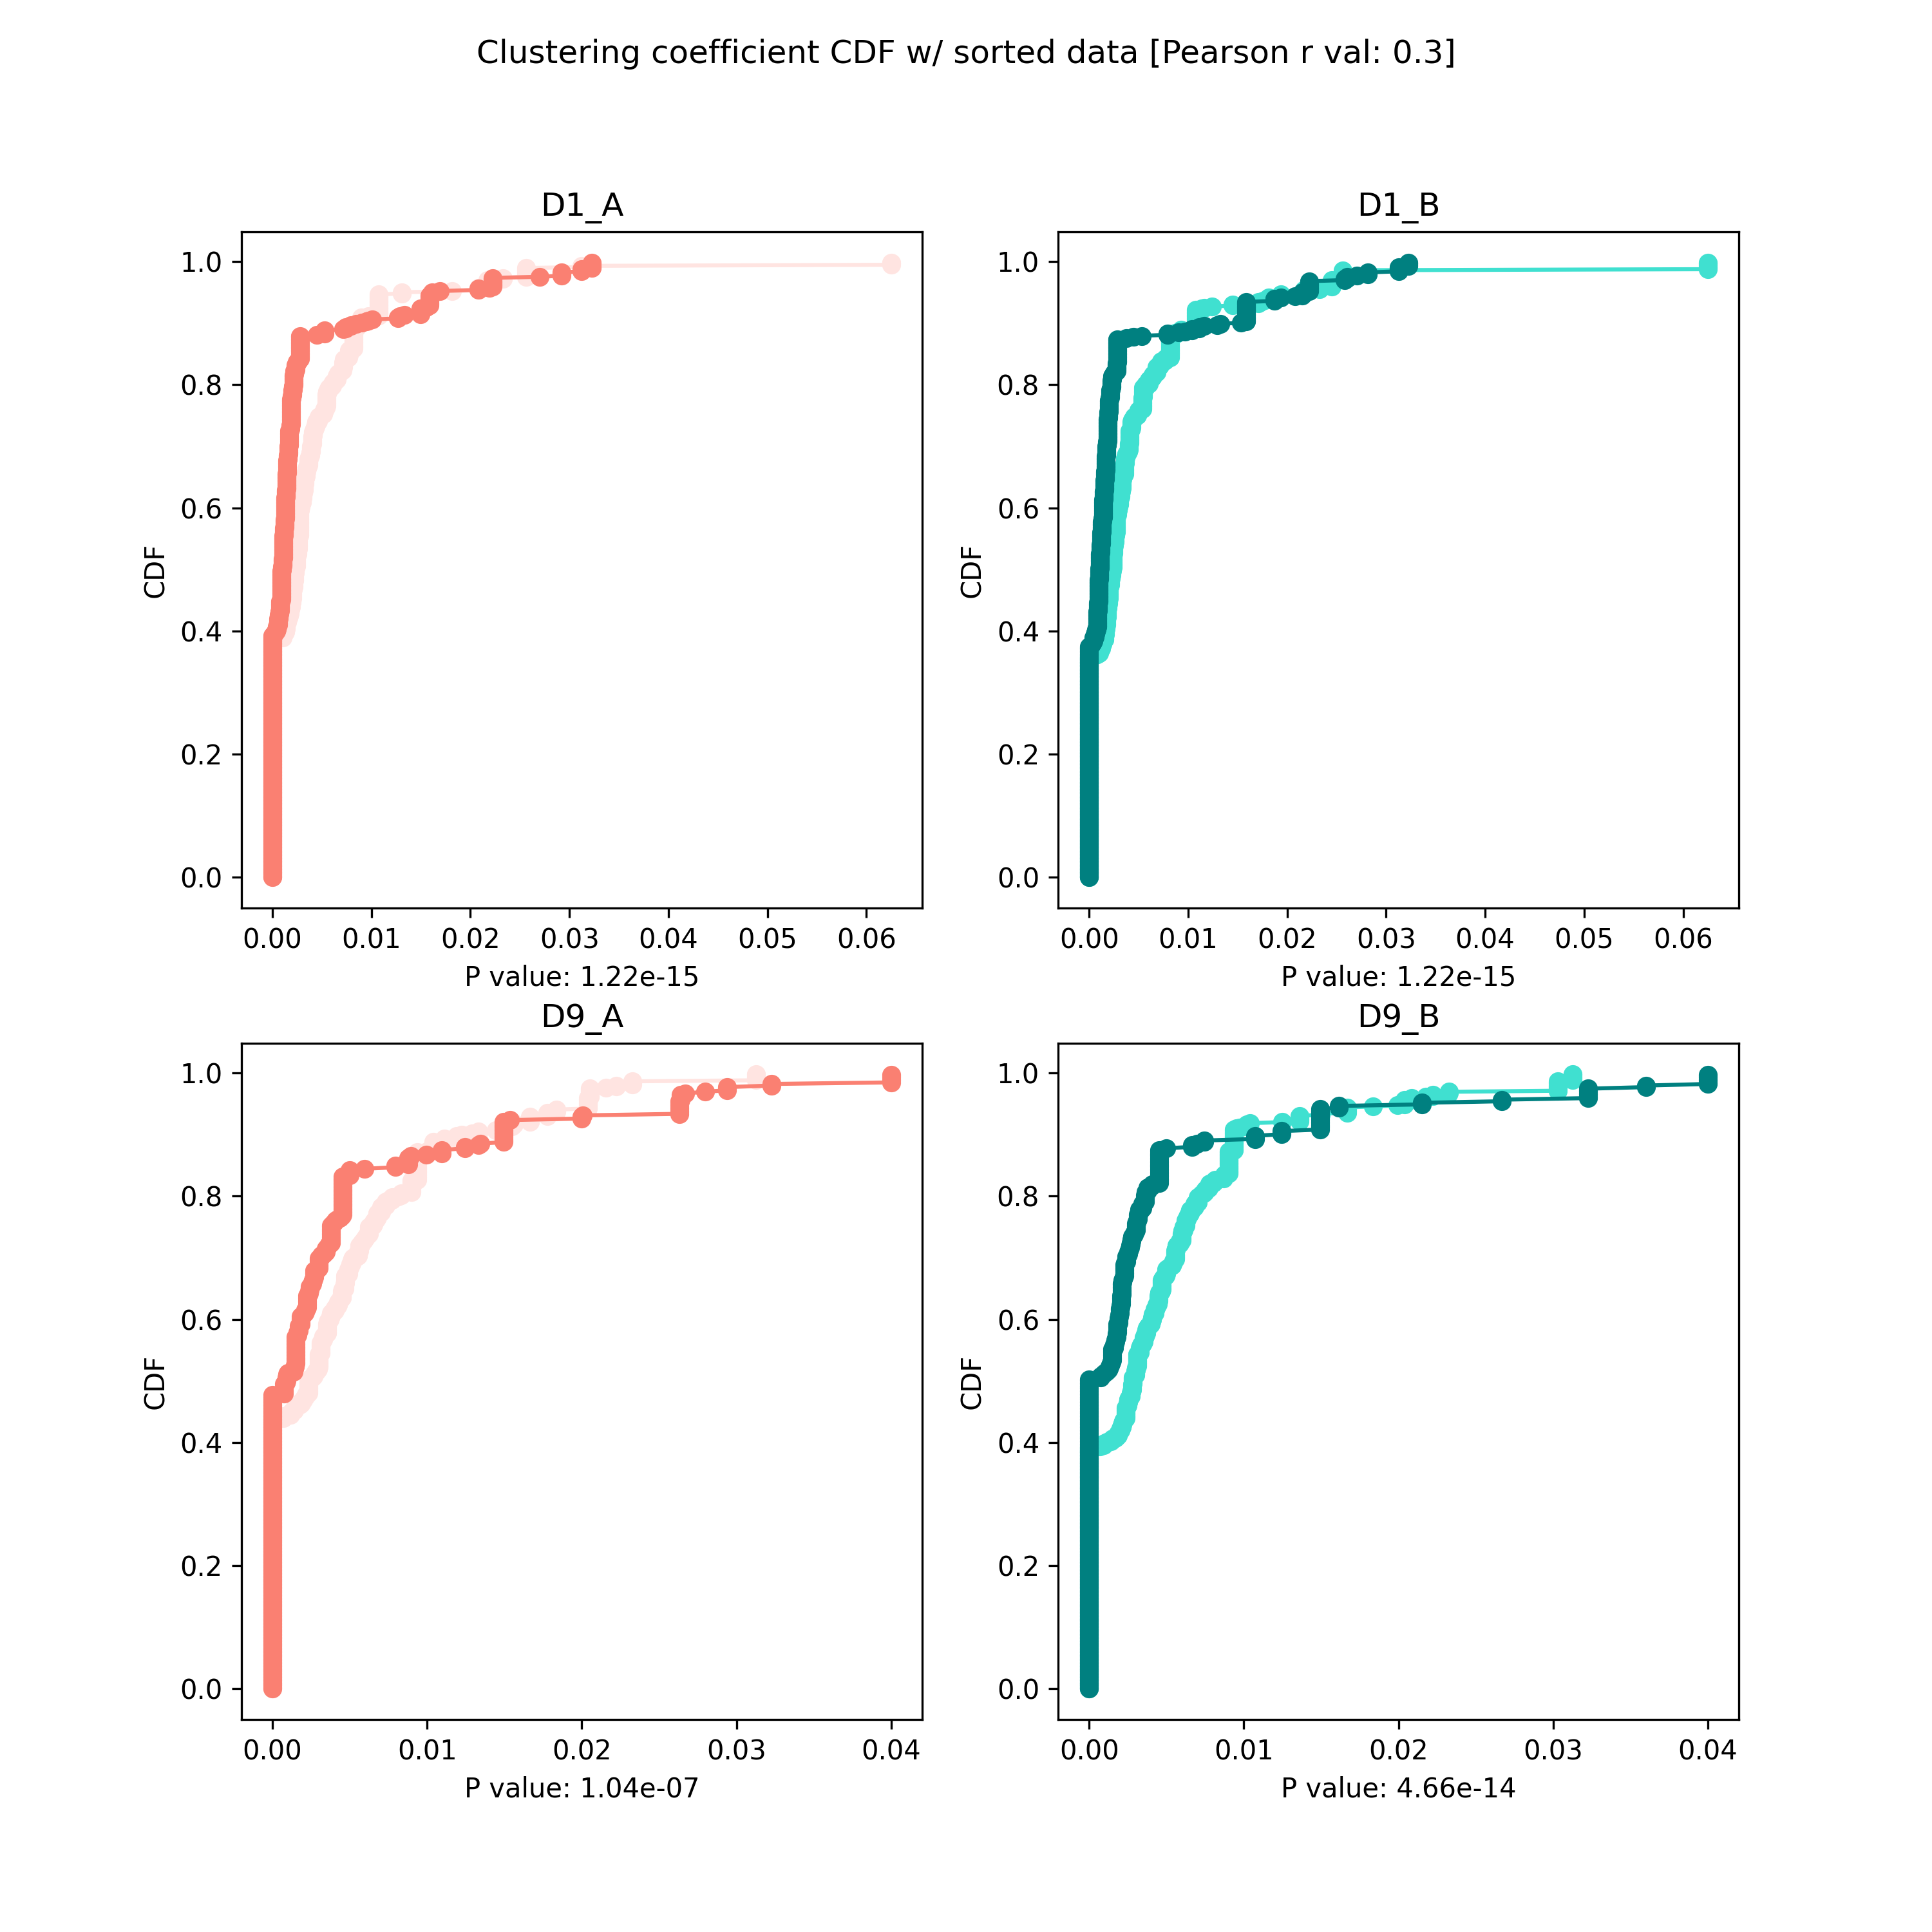 Clustering coefficient CDF w/ sorted data [Pearson r val: 0.3]
D1_A
1.0
0.8
0.6
0.4
0.2
0.0
CDF
0.00 0.01 0.02 0.03 0.04 0.05 0.06
P value: 1.22e-15
D1_B
1.0
0.8
0.6
0.4
0.2
0.0
CDF
0.00 0.01 0.02 0.03 0.04 0.05 0.06
P value: 1.22e-15
D9_A
1.0
0.8
0.6
0.4
0.2
0.0
CDF
0.00 0.01 0.02 0.03 0.04
P value: 1.04e-07
D9_B
1.0
0.8
0.6
0.4
0.2
0.0
CDF
0.00 0.01 0.02 0.03 0.04
P value: 4.66e-14